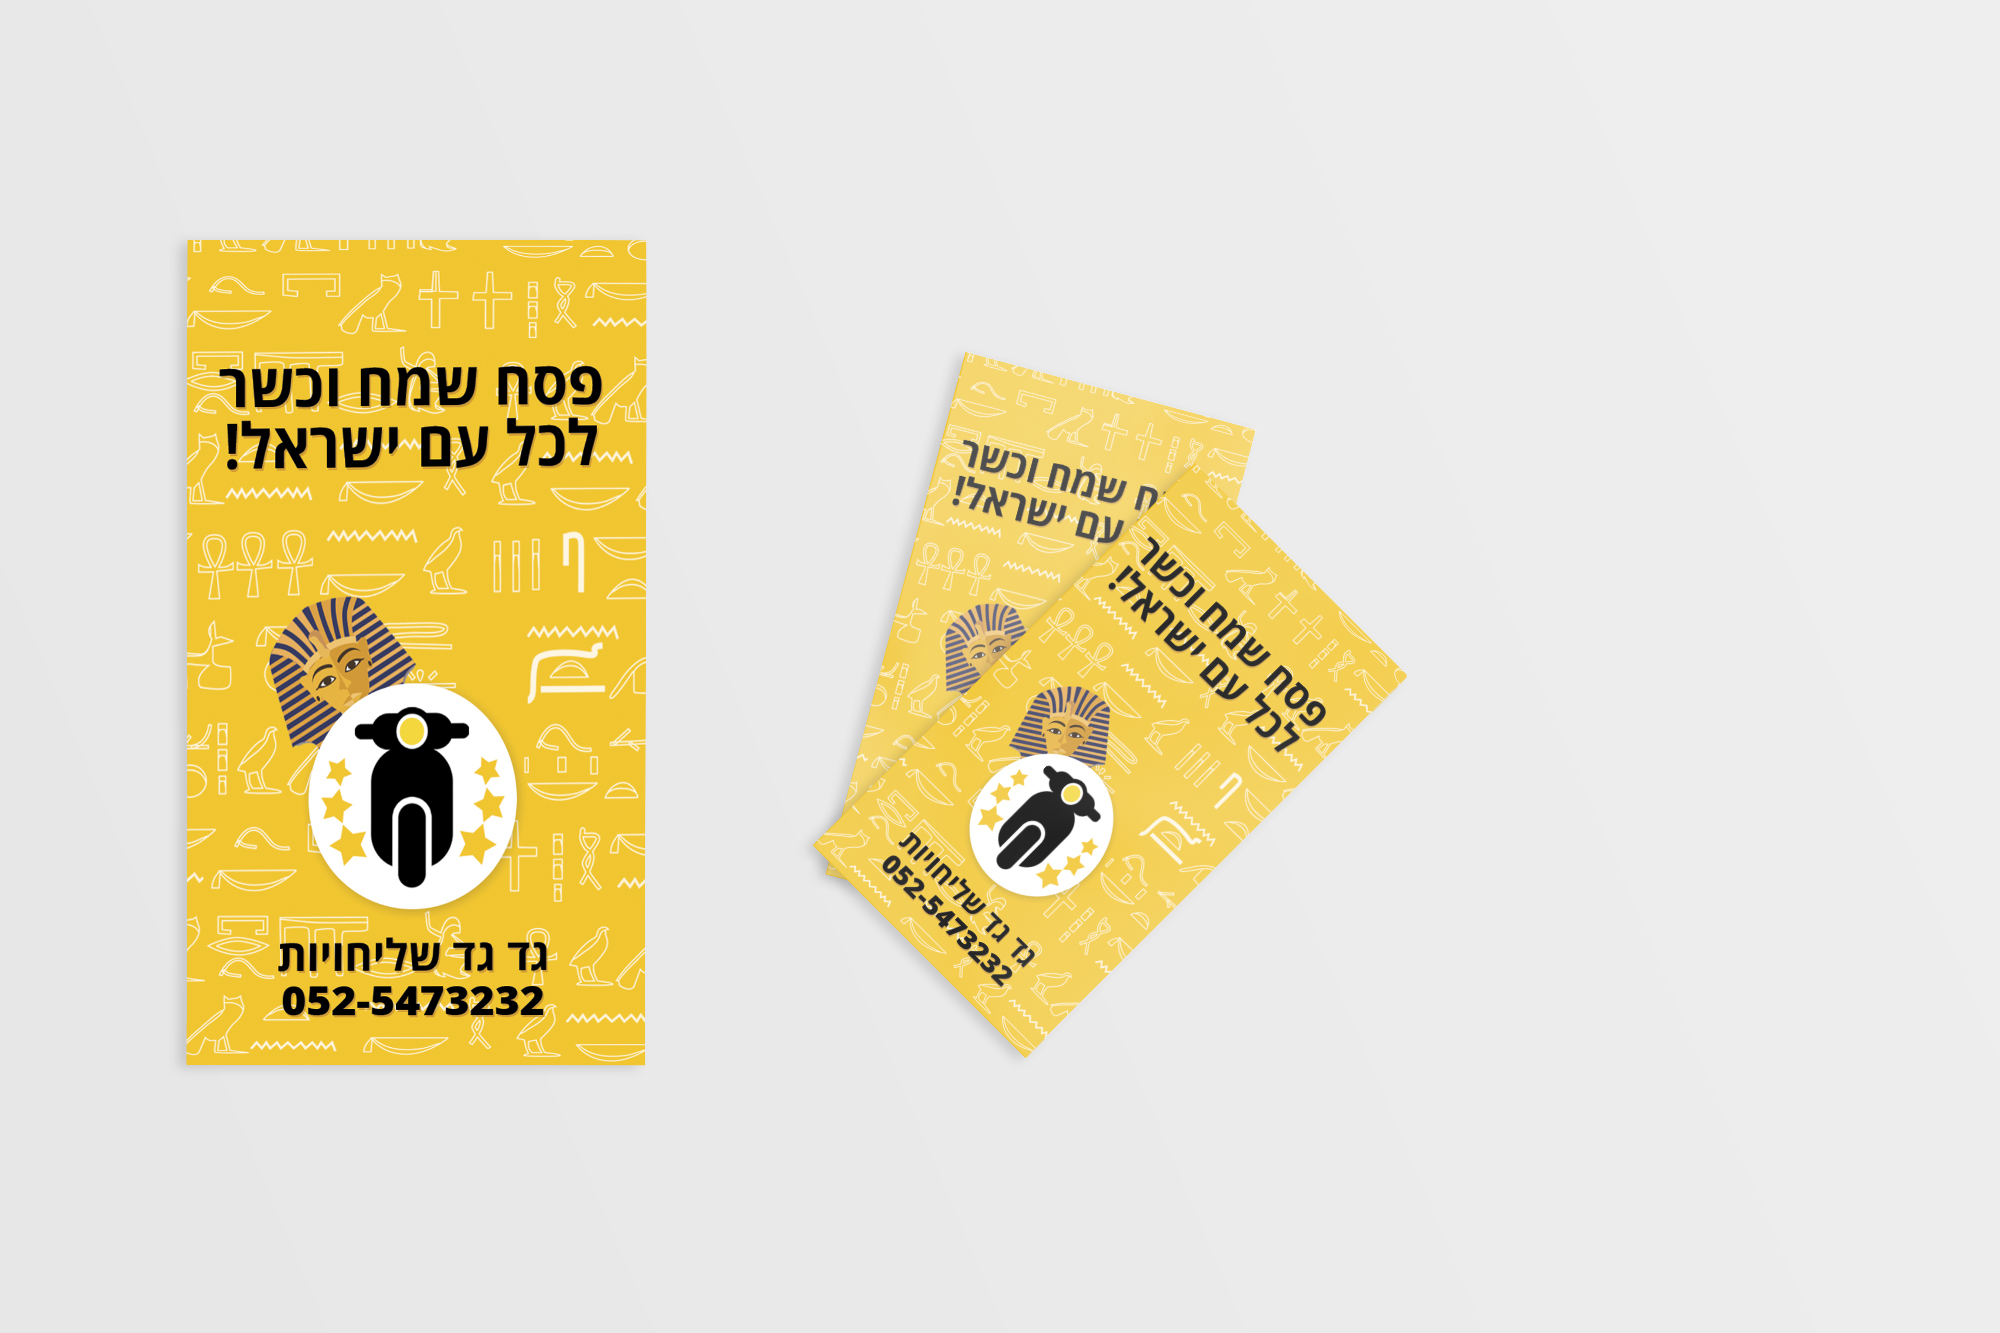 פסח שמח וכשר
לכל עם ישראל!
גד גד שליחויות
052-5473232
שמח וכשר
עם ישראל!
פסח שמח וכשר
לכל עם ישראל!
גד גד שליחויות
052-5473232